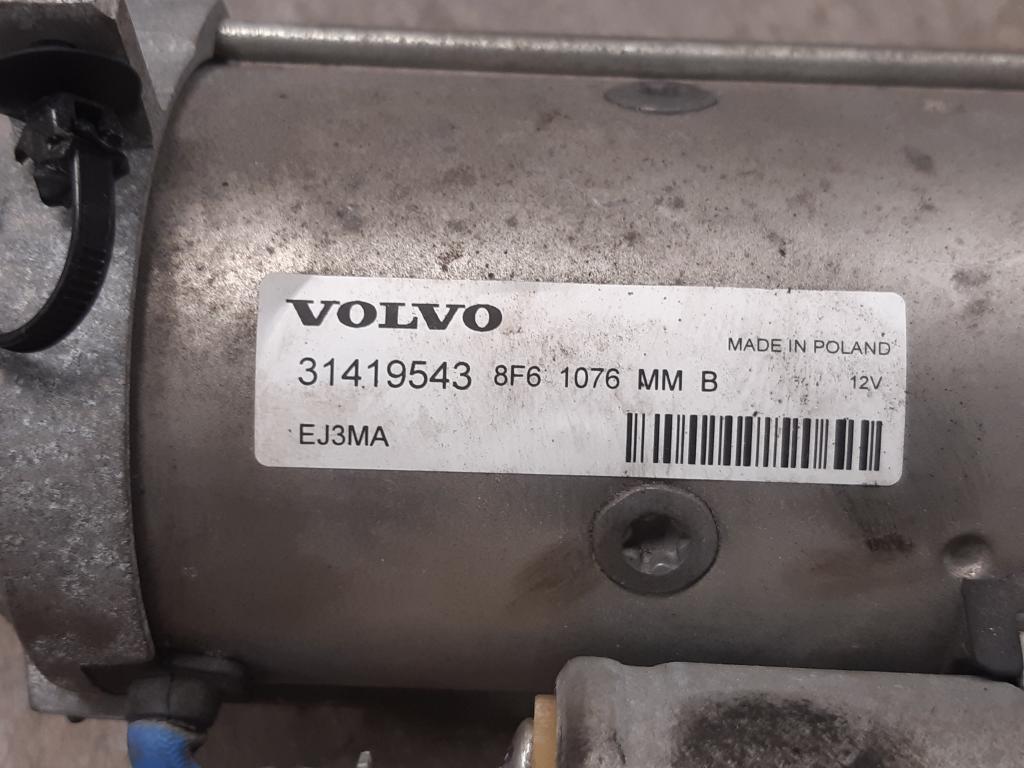 VOLVO
MADE IN POLAND
31419543 8F6 1076 MM B 12V
EJ3MA